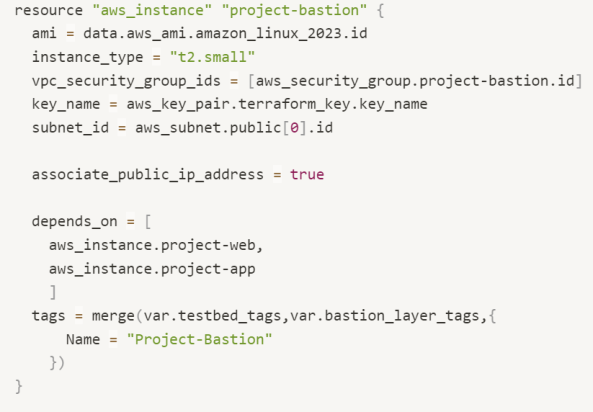 resource "aws_instance" "project-bastion" {
  ami = data.aws_ami.amazon_linux_2023.id
  instance_type = "t2.small"
  vpc_security_group_ids = [aws_security_group.project-bastion.id]
  key_name = aws_key_pair.terraform_key.key_name
  subnet_id = aws_subnet.public[0].id

  associate_public_ip_address = true

  depends_on = [
    aws_instance.project-web,
    aws_instance.project-app
    ]
  tags = merge(var.testbed_tags,var.bastion_layer_tags,{
      Name = "Project-Bastion"
    })
}